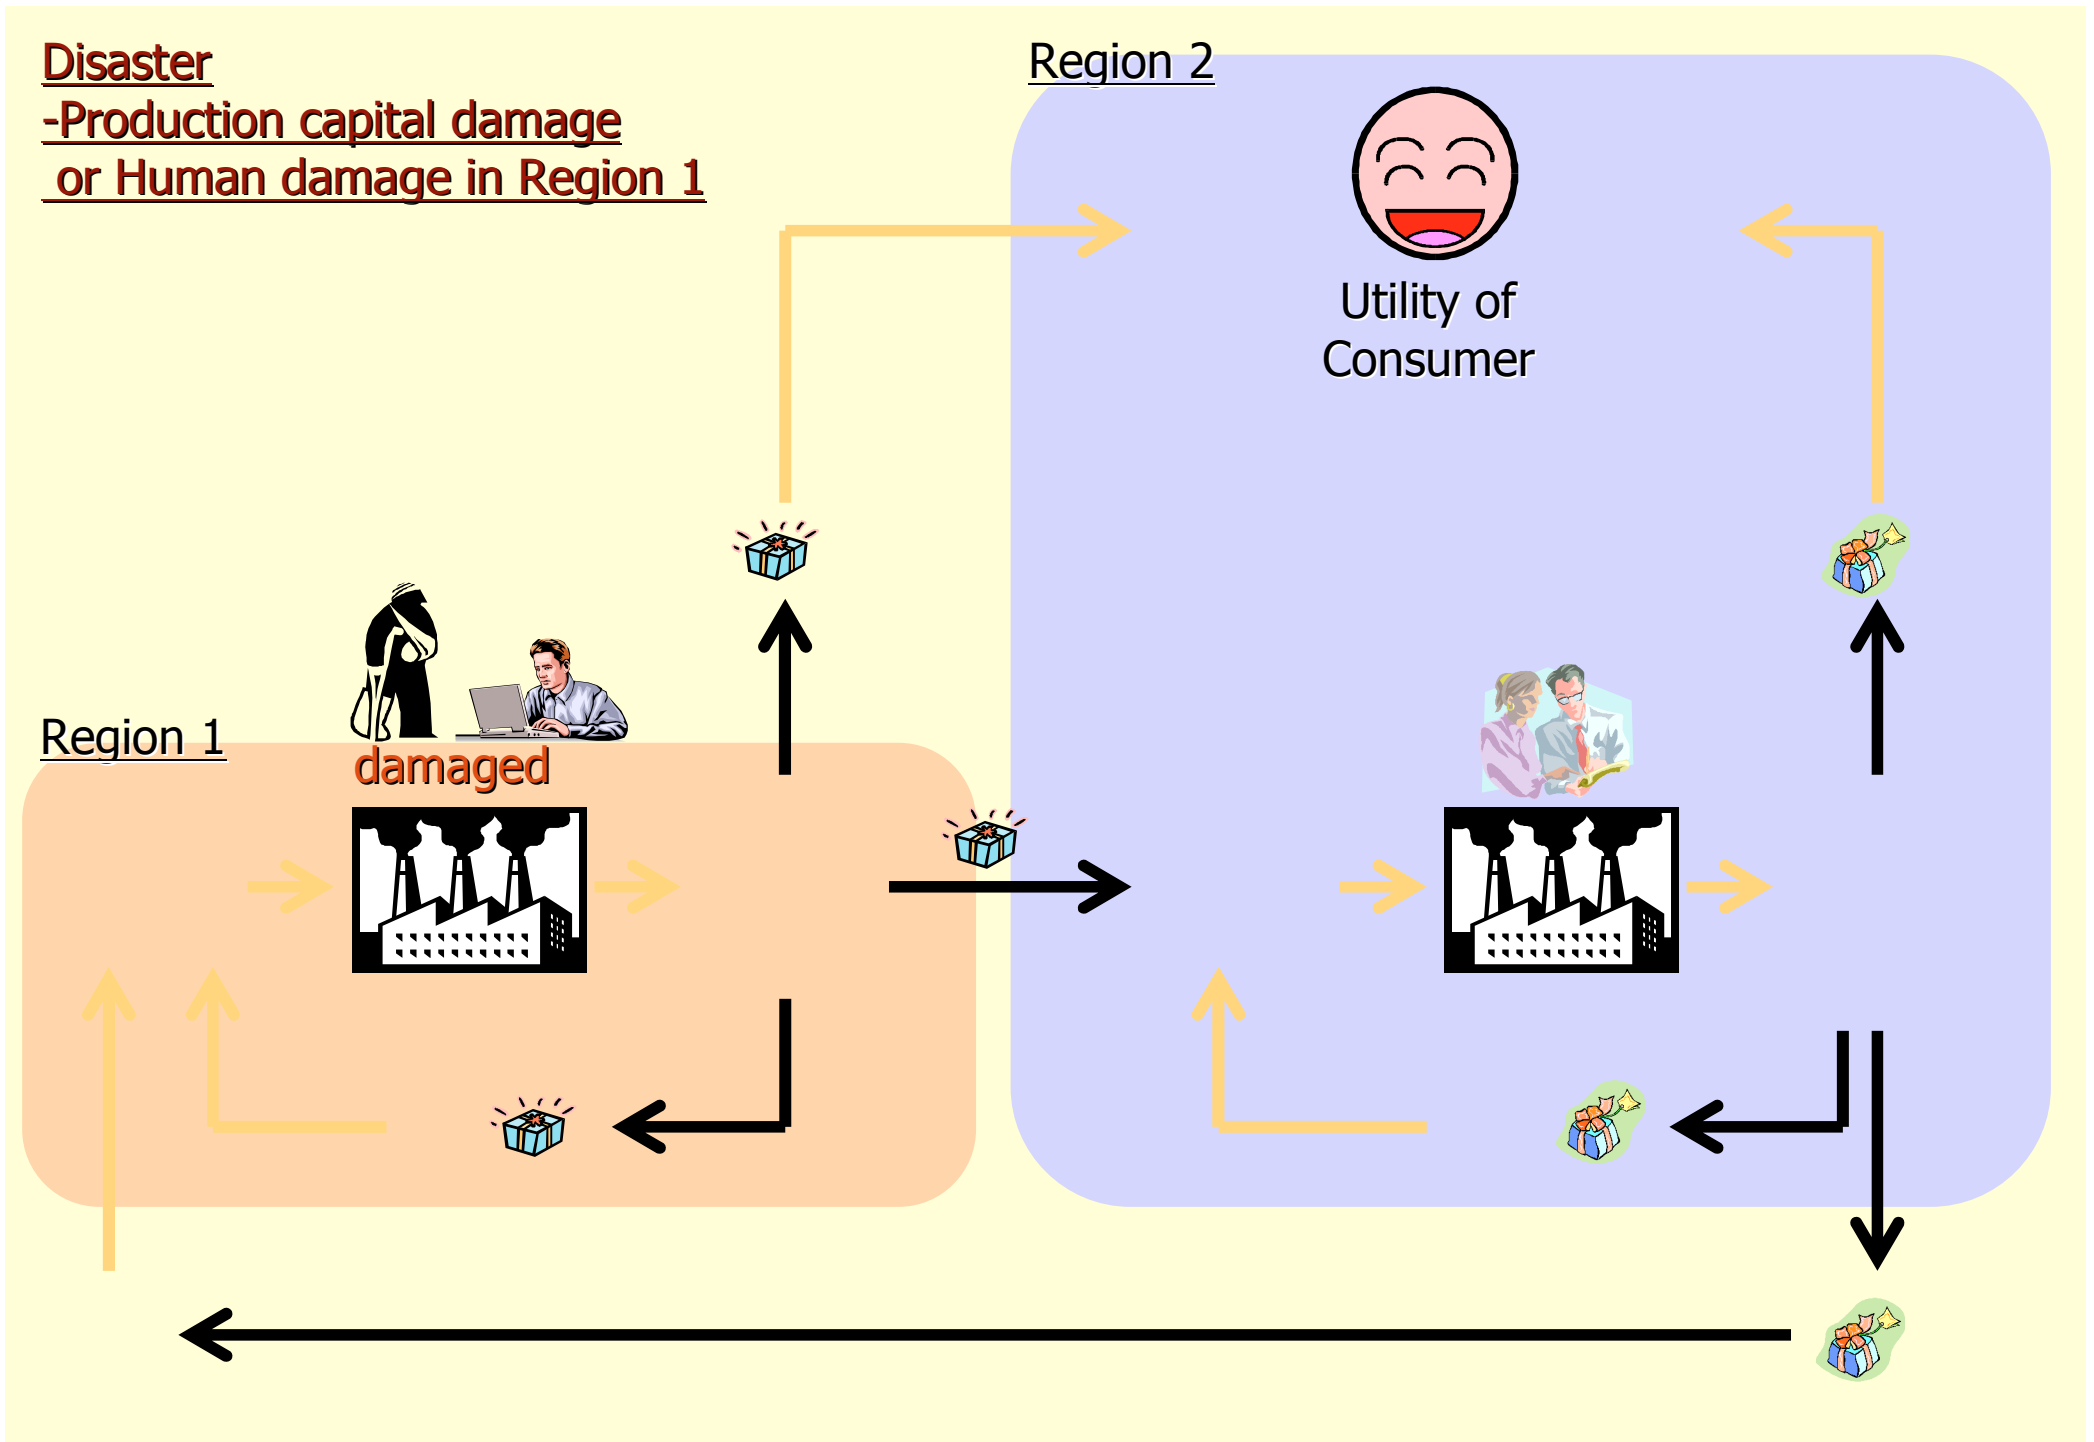 Disaster
-Production capital damage
or Human damage in Region 1
Region 2
Utility of
Consumer
Region 1
damaged